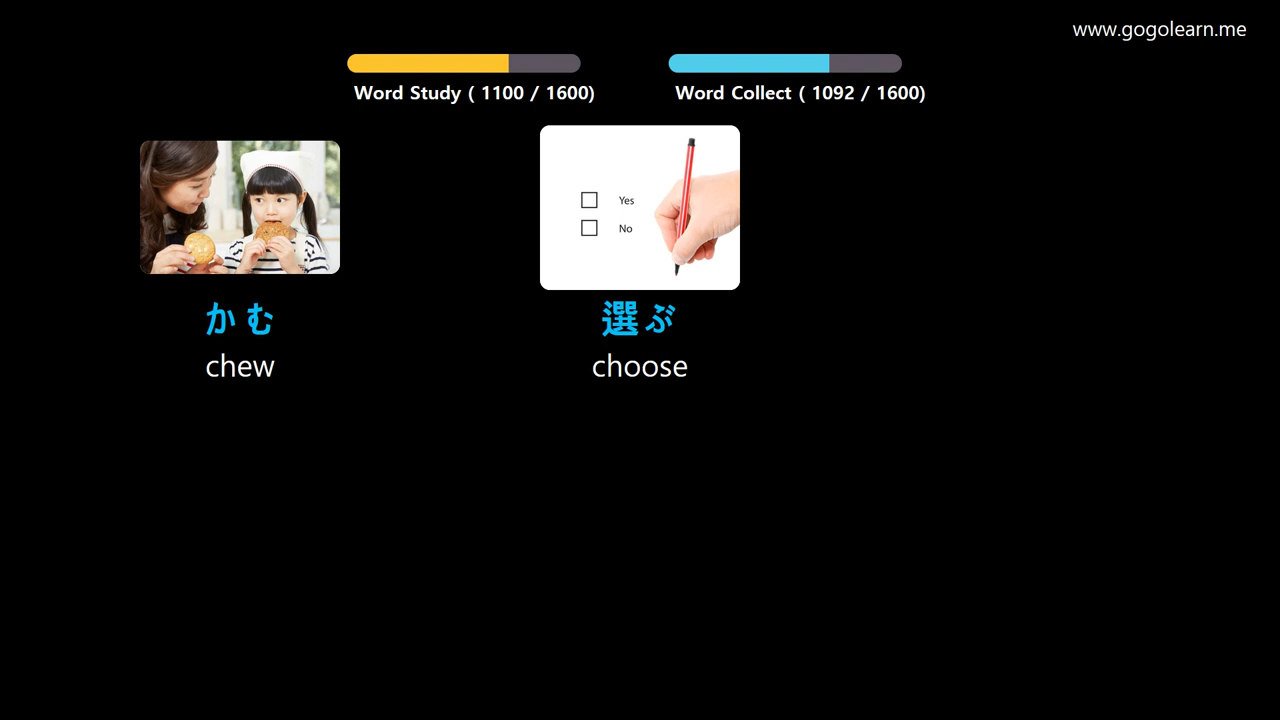 www.gogolearn.me
Word Study ( 1100 / 1600)
Word Collect ( 1092 / 1600)
Yes
No
かむ
chew
選ぶ
choose